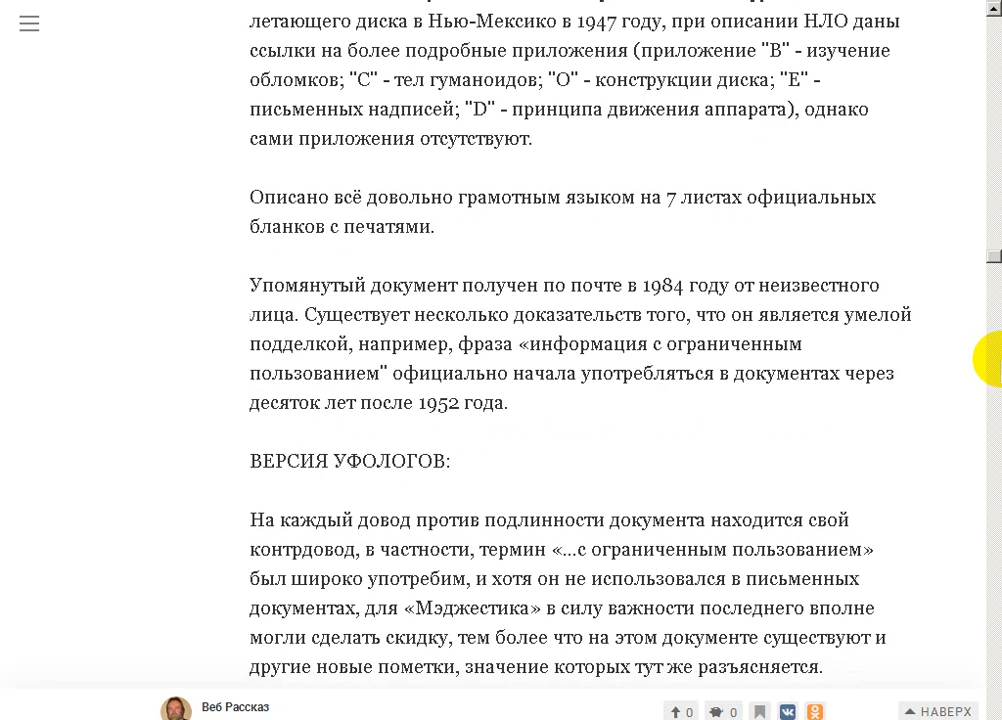 летающего диска в Нью-Мексико в 1947 году, при описании НЛО даны
ссылки на более подробные приложения (приложение "B" - изучение
обломков; "C" - тел гуманоидов; "O" - конструкции диска; "E" -
письменных надписей; "D" - принципа движения аппарата), однако
сами приложения отсутствуют.
Описано всё довольно грамотным языком на 7 листах официальных
бланков с печатями.
Упомянутый документ получен по почте в 1984 году от неизвестного
лица. Существует несколько доказательств того, что он является умелой
подделкой, например, фраза «информация с ограниченным
пользованием" официально начала употребляться в документах через
десяток лет после 1952 года.
ВЕРСИЯ УФОЛОГОВ:
На каждый довод против подлинности документа находится свой
контрдовод, в частности, термин «...с ограниченным пользованием»
был широко употребим, и хотя он не использовался в письменных
документах, для «Мэджестика» в силу важности последнего вполне
могли сделать скидку, тем более что на этом документе существуют и
другие новые пометки, значение которых тут же разъясняется.
Веб Рассказ
0 0 НАВЕРХ